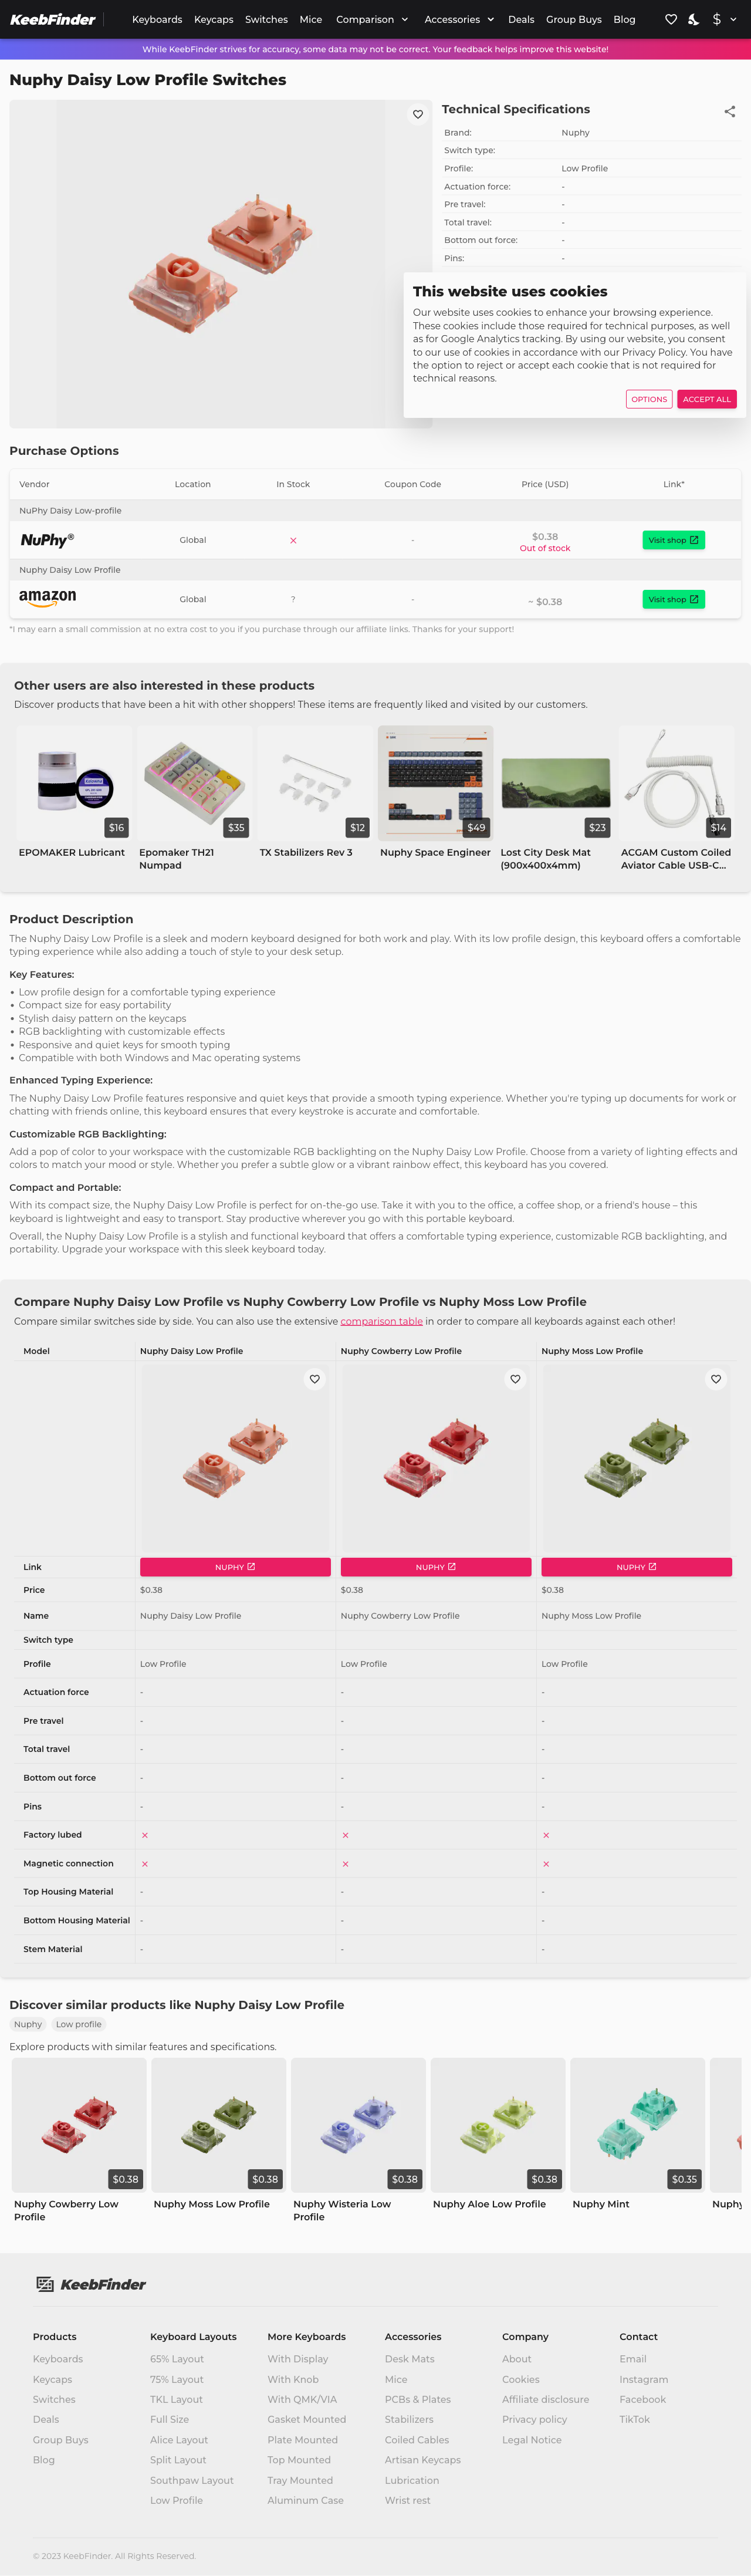 KeebFinder
Keyboards Keycaps Switches Mice Comparison Accessories Deals Group Buys Blog
While KeebFinder strives for accuracy, some data may not be correct. Your feedback helps improve this website!
Nuphy Daisy Low Profile Switches
Technical Specifications
Brand: Nuphy
Switch type:
Profile: Low Profile
Actuation force: -
Pre travel: -
Total travel: -
Bottom out force: -
Pins: -
This website uses cookies
Our website uses cookies to enhance your browsing experience.
These cookies include those required for technical purposes, as well
as for Google Analytics tracking. By using our website, you consent
to our use of cookies in accordance with our Privacy Policy. You have
the option to reject or accept each cookie that is not required for
technical reasons.
OPTIONS ACCEPT ALL
Purchase Options
Vendor Location In Stock Coupon Code Price (USD) Link*
NuPhy Daisy Low-profile
NuPhy® Global - $0.38 Visit shop
Out of stock
Nuphy Daisy Low Profile
amazon Global ? - ~ $0.38 Visit shop
*I may earn a small commission at no extra cost to you if you purchase through our affiliate links. Thanks for your support!
Other users are also interested in these products
Discover products that have been a hit with other shoppers! These items are frequently liked and visited by our customers.
$16 $35 $12 $49 $23 $14
EPOMAKER Lubricant Epomaker TH21 TX Stabilizers Rev 3 Nuphy Space Engineer Lost City Desk Mat ACGAM Custom Coiled
Numpad (900x400x4mm) Aviator Cable USB-C...
Product Description
The Nuphy Daisy Low Profile is a sleek and modern keyboard designed for both work and play. With its low profile design, this keyboard offers a comfortable
typing experience while also adding a touch of style to your desk setup.
Key Features:
• Low profile design for a comfortable typing experience
• Compact size for easy portability
• Stylish daisy pattern on the keycaps
• RGB backlighting with customizable effects
• Responsive and quiet keys for smooth typing
• Compatible with both Windows and Mac operating systems
Enhanced Typing Experience:
The Nuphy Daisy Low Profile features responsive and quiet keys that provide a smooth typing experience. Whether you're typing up documents for work or
chatting with friends online, this keyboard ensures that every keystroke is accurate and comfortable.
Customizable RGB Backlighting:
Add a pop of color to your workspace with the customizable RGB backlighting on the Nuphy Daisy Low Profile. Choose from a variety of lighting effects and
colors to match your mood or style. Whether you prefer a subtle glow or a vibrant rainbow effect, this keyboard has you covered.
Compact and Portable:
With its compact size, the Nuphy Daisy Low Profile is perfect for on-the-go use. Take it with you to the office, a coffee shop, or a friend's house – this
keyboard is lightweight and easy to transport. Stay productive wherever you go with this portable keyboard.
Overall, the Nuphy Daisy Low Profile is a stylish and functional keyboard that offers a comfortable typing experience, customizable RGB backlighting, and
portability. Upgrade your workspace with this sleek keyboard today.
Compare Nuphy Daisy Low Profile vs Nuphy Cowberry Low Profile vs Nuphy Moss Low Profile
Compare similar switches side by side. You can also use the extensive comparison table in order to compare all keyboards against each other!
Model Nuphy Daisy Low Profile Nuphy Cowberry Low Profile Nuphy Moss Low Profile
Link NUPHY NUPHY NUPHY
Price $0.38 $0.38 $0.38
Name Nuphy Daisy Low Profile Nuphy Cowberry Low Profile Nuphy Moss Low Profile
Switch type
Profile Low Profile Low Profile Low Profile
Actuation force - - -
Pre travel - - -
Total travel - - -
Bottom out force - - -
Pins - - -
Factory lubed
Magnetic connection
Top Housing Material - - -
Bottom Housing Material - - -
Stem Material - - -
Discover similar products like Nuphy Daisy Low Profile
Nuphy Low profile
Explore products with similar features and specifications.
$0.38 $0.38 $0.38 $0.38 $0.35
Nuphy Cowberry Low Nuphy Moss Low Profile Nuphy Wisteria Low Nuphy Aloe Low Profile Nuphy Mint Nuphy
Profile Profile
KeebFinder
Products Keyboard Layouts More Keyboards Accessories Company Contact
Keyboards 65% Layout With Display Desk Mats About Email
Keycaps 75% Layout With Knob Mice Cookies Instagram
Switches TKL Layout With QMK/VIA PCBs & Plates Affiliate disclosure Facebook
Deals Full Size Gasket Mounted Stabilizers Privacy policy TikTok
Group Buys Alice Layout Plate Mounted Coiled Cables Legal Notice
Blog Split Layout Top Mounted Artisan Keycaps
Southpaw Layout Tray Mounted Lubrication
Low Profile Aluminum Case Wrist rest
© 2023 KeebFinder. All Rights Reserved.